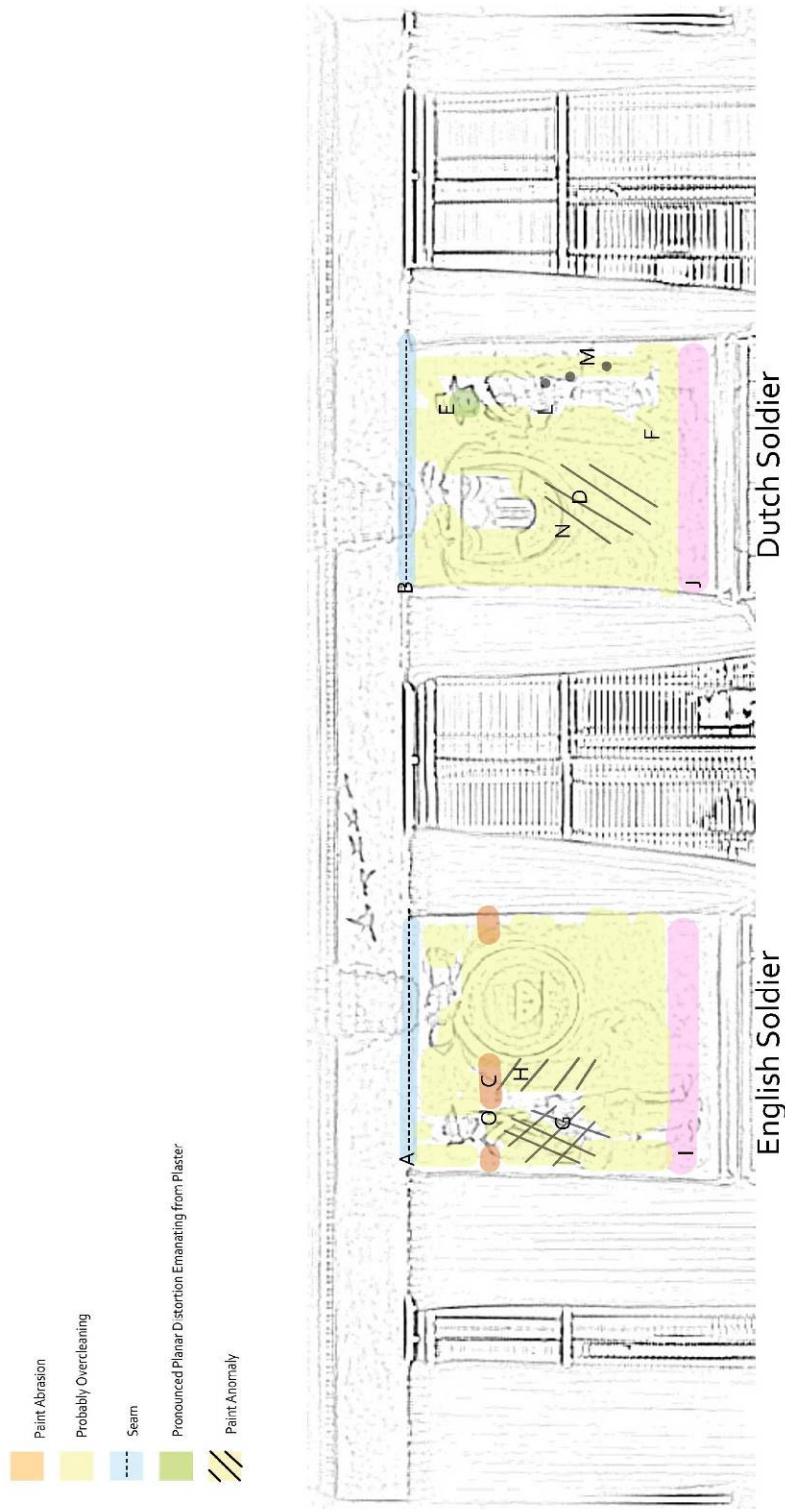 Paint Abrasion
Probably Overcleaning
Seam
Pronounced Planar Distortion Emanating from Plaster
Paint Anomaly
A
O
C
H
G
I
English Soldier
B
E
L
M
N
D
F
J
Dutch Soldier